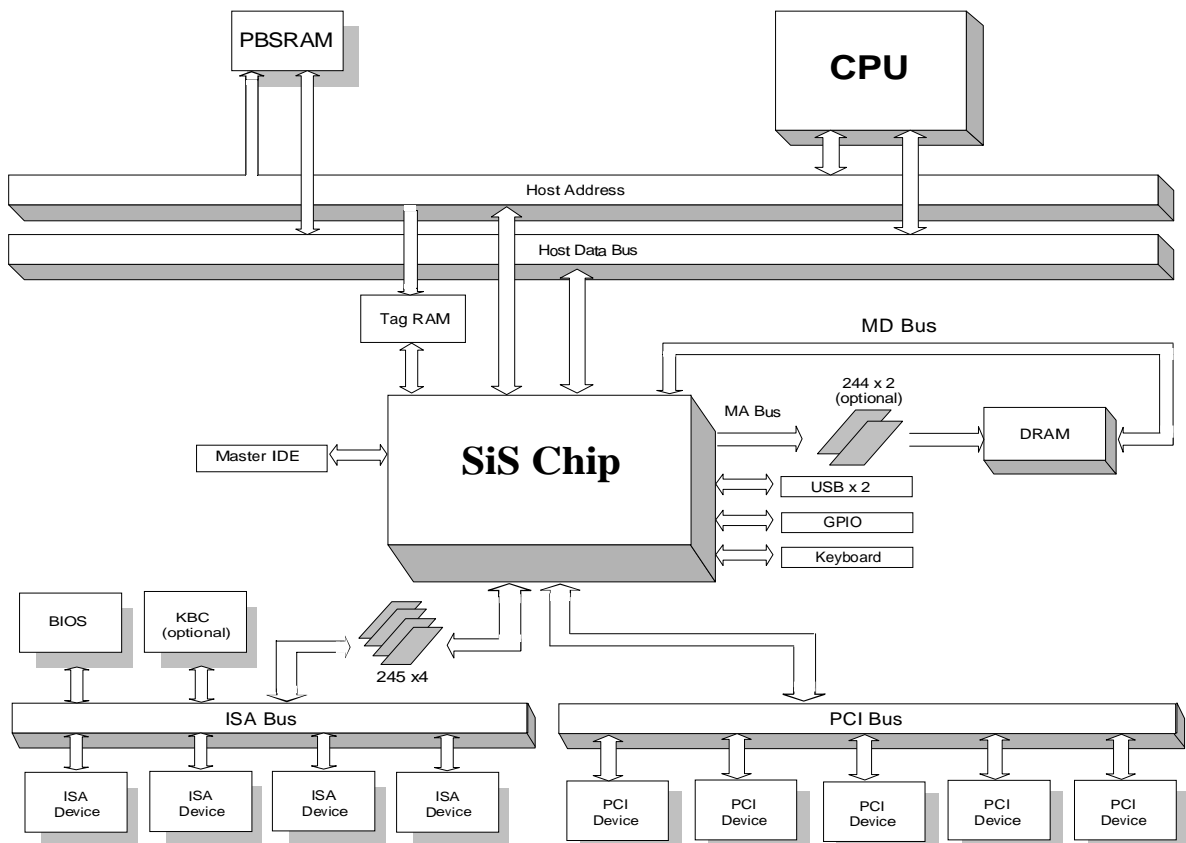 PBSRAM
CPU
Host Address
Host Data Bus
Tag RAM
MD Bus
MA Bus
244 x 2
(optional)
DRAM
Master IDE
SiS Chip
USB x 2
GPIO
Keyboard
BIOS
KBC
(optional)
245 x4
ISA Bus
PCI Bus
ISA
Device
ISA
Device
ISA
Device
ISA
Device
PCI
Device
PCI
Device
PCI
Device
PCI
Device
PCI
Device